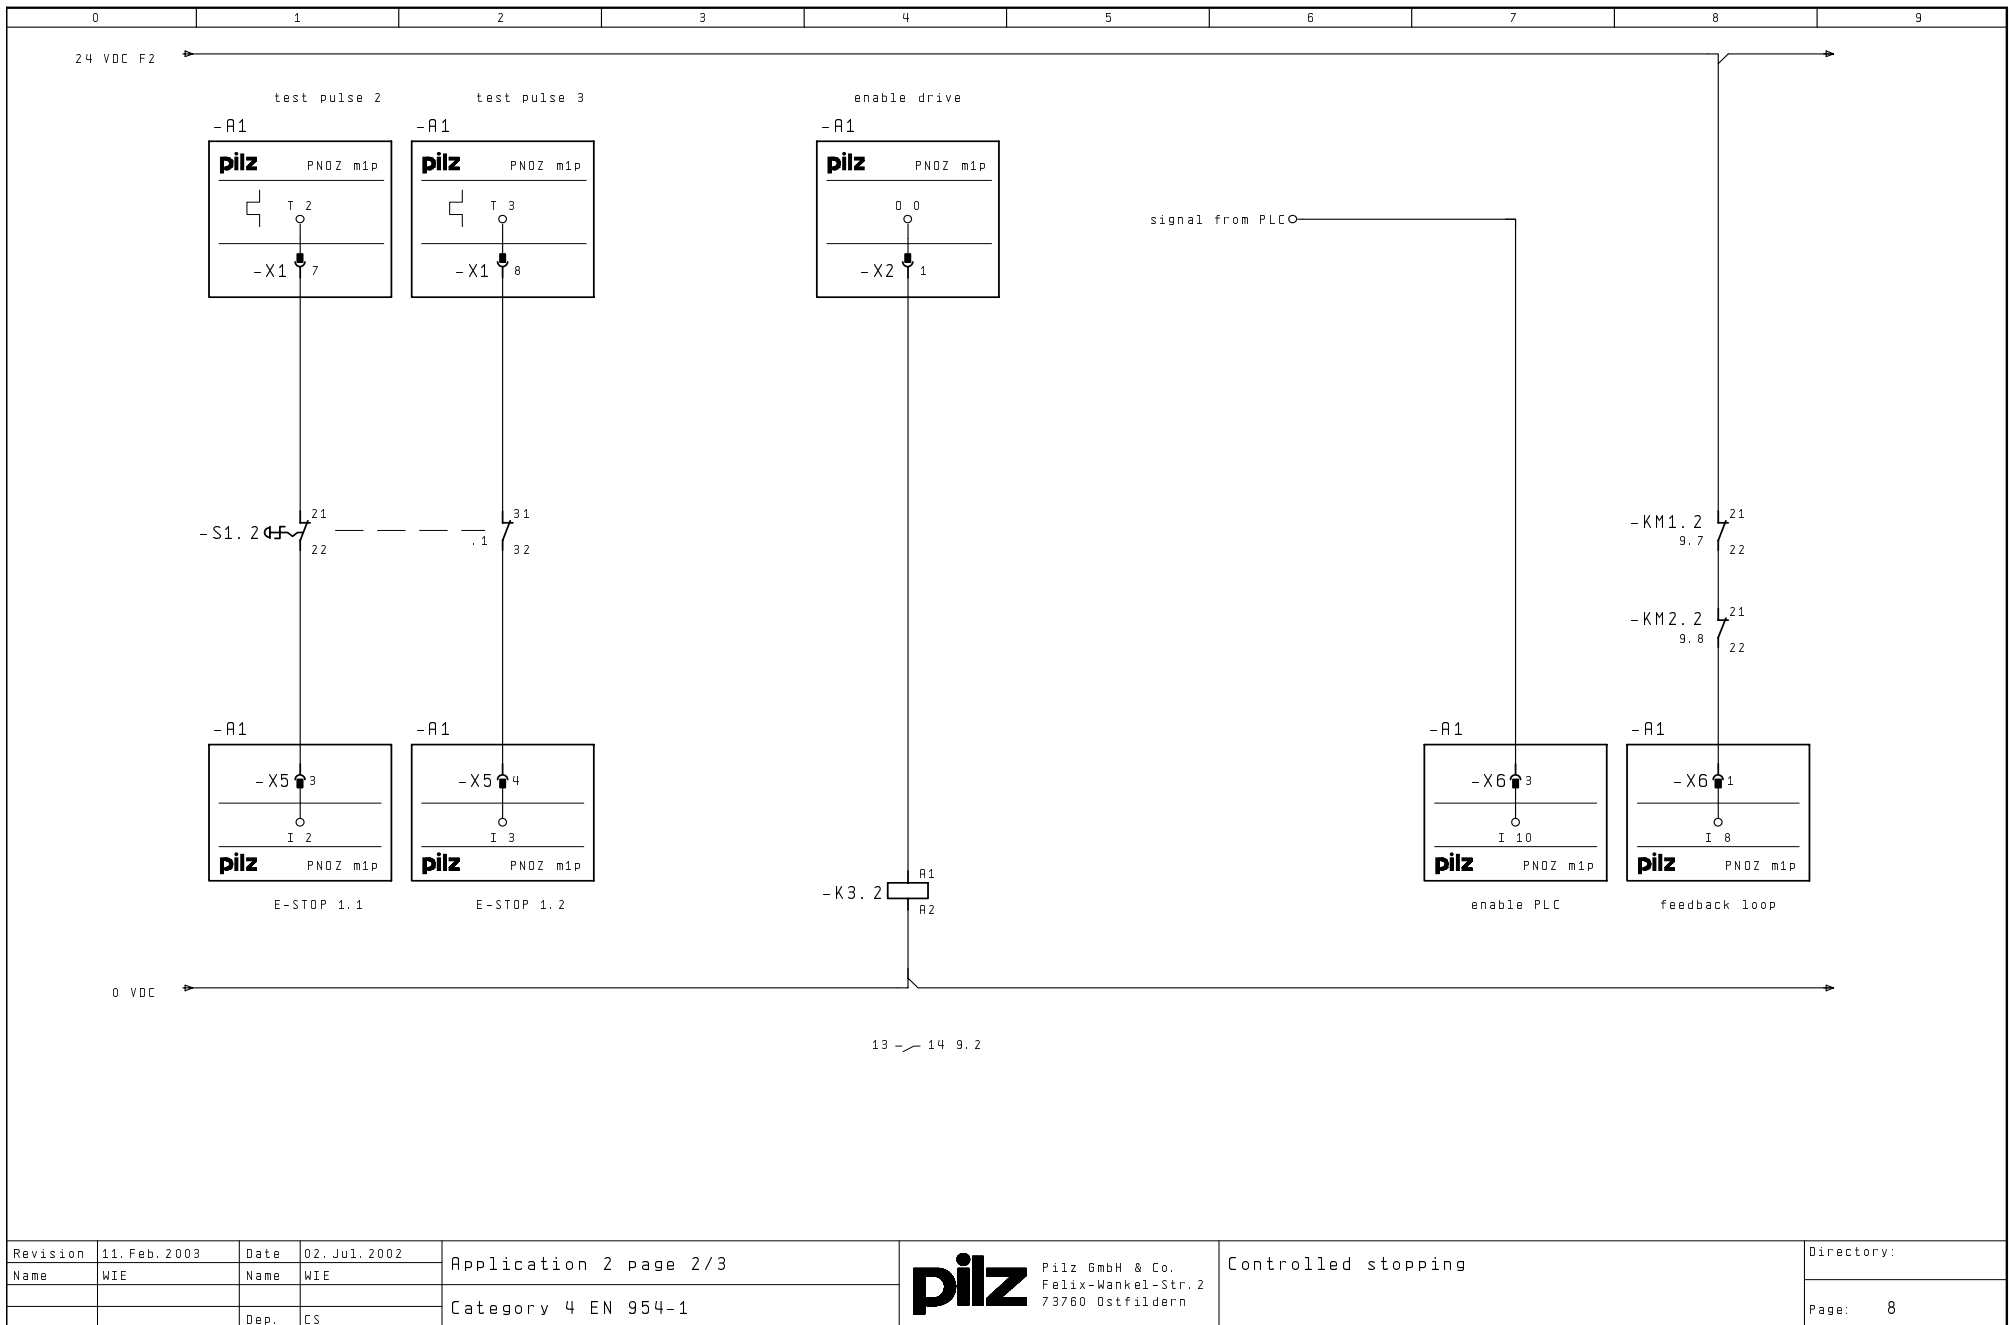 0 1 2 3 4 5 6 7 8 9
24 VDC F2
test pulse 2 test pulse 3 enable drive
-A1 -A1 -A1
pilz PNOZ m1p pilz PNOZ m1p pilz PNOZ m1p
T 2 T 3 O 0
signal from PLC
-X1 7 -X1 8 -X2 1
21 31 21
-S1.2 -KM1.2
.1 9.7
22 32 22
21
-KM2.2
9.8
22
-A1 -A1 -A1 -A1
-X5 3 -X5 4 -X6 3 -X6 1
I 2 I 3 I 10 I 8
pilz PNOZ m1p pilz PNOZ m1p pilz PNOZ m1p pilz PNOZ m1p
A1
-K3.2
A2
E-STOP 1.1 E-STOP 1.2 enable PLC feedback loop
0 VDC
13 14 9.2
Revision 11.Feb.2003 Date 02.Jul.2002
Name WIE Name WIE
Dep. CS
Application 2 page 2/3
Category 4 EN 954-1
pilz
Pilz GmbH & Co.
Felix-Wankel-Str.2
73760 Ostfildern
Controlled stopping
Directory:
Page: 8